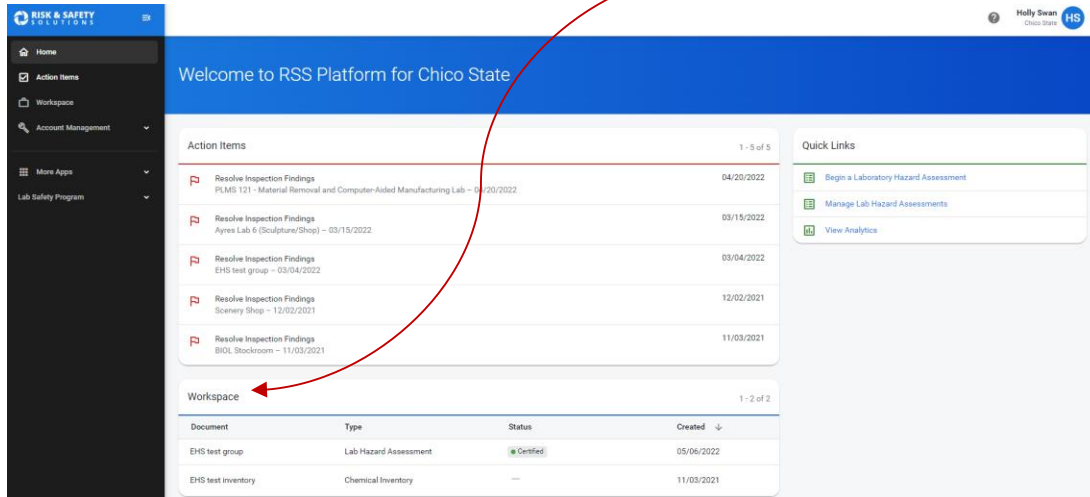 RISK & SAFETY
SOLUTIONS
Holly Swan
Chico State
HS
Home
Action Items
Workspace
Account Management
More Apps
Lab Safety Program
Welcome to RSS Platform for Chico State
Action Items
1 - 5 of 5
Resolve Inspection Findings
04/20/2022
PLMS 121 - Material Removal and Computer-Aided Manufacturing Lab – 04/20/2022
Resolve Inspection Findings
03/15/2022
Ayres Lab 6 (Sculpture/Shop) – 03/15/2022
Resolve Inspection Findings
03/04/2022
EHS test group – 03/04/2022
Resolve Inspection Findings
12/02/2021
Scenery Shop – 12/02/2021
Resolve Inspection Findings
11/03/2021
BIOL Stockroom – 11/03/2021
Quick Links
Begin a Laboratory Hazard Assessment
Manage Lab Hazard Assessments
View Analytics
Workspace
1 - 2 of 2
Document Type Status Created
EHS test group Lab Hazard Assessment Certified 05/06/2022
EHS test inventory Chemical Inventory — 11/03/2021